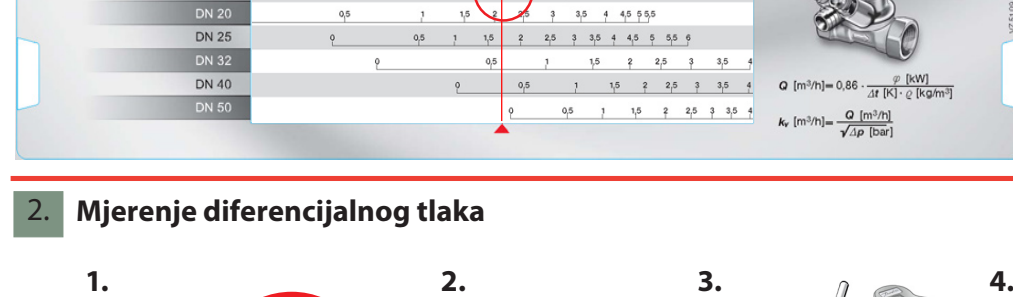 DN 20 0,5 1 1,5 2 2,5 3 3,5 4 4,5 5 5,5
DN 25 0 0,5 1 1,5 2 2,5 3 3,5 4 4,5 5 5,5 6
DN 32 0 0,5 1 1,5 2 2,5 3 3,5 4
DN 40 0 0,5 1 1,5 2 2,5 3 3,5 4
DN 50 0 0,5 1 1,5 2 2,5 3 3,5 4
Q [m³/h]= 0,86 · φ [kW] / Δt [K] · ϱ [kg/m³]
kᵥ [m³/h]= Q [m³/h] / √Δp [bar]
2. Mjerenje diferencijalnog tlaka
1. 2. 3. 4.